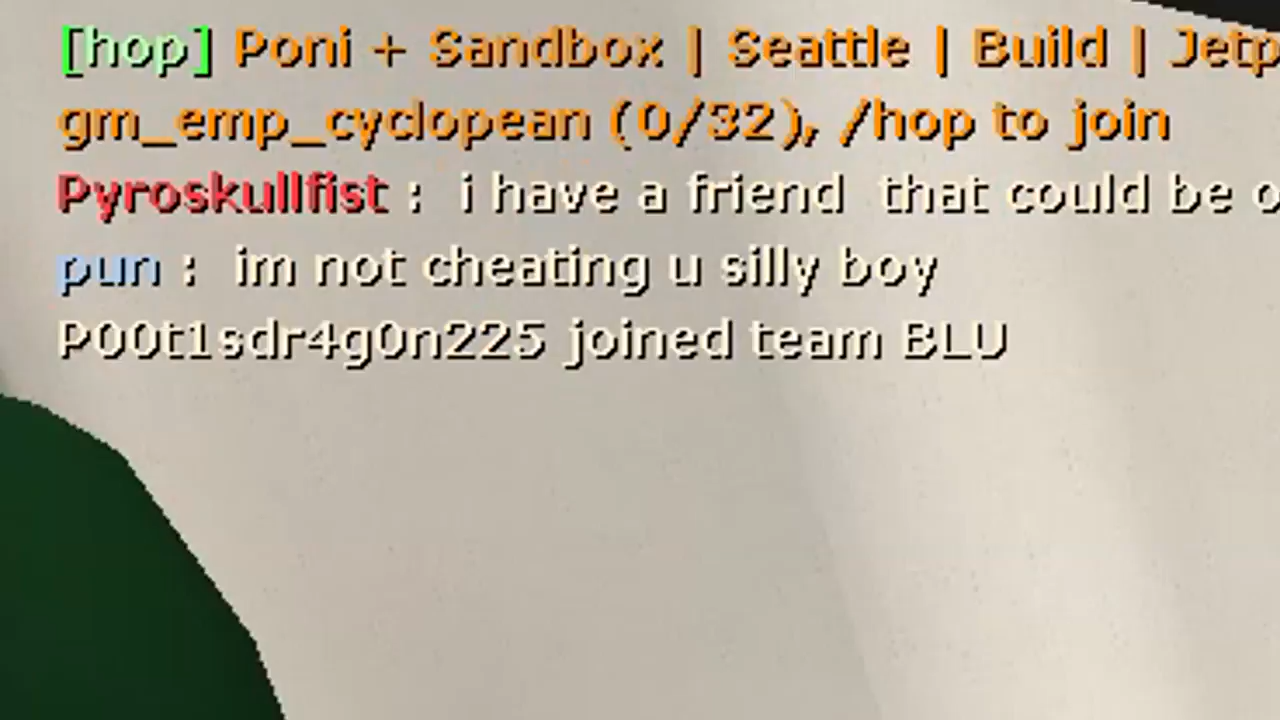 [hop] Poni + Sandbox | Seattle | Build | Jetp
gm_emp_cyclopean (0/32), /hop to join
Pyroskullfist :  i have a friend  that could be o
pun :  im not cheating u silly boy
P00t1sdr4g0n225 joined team BLU